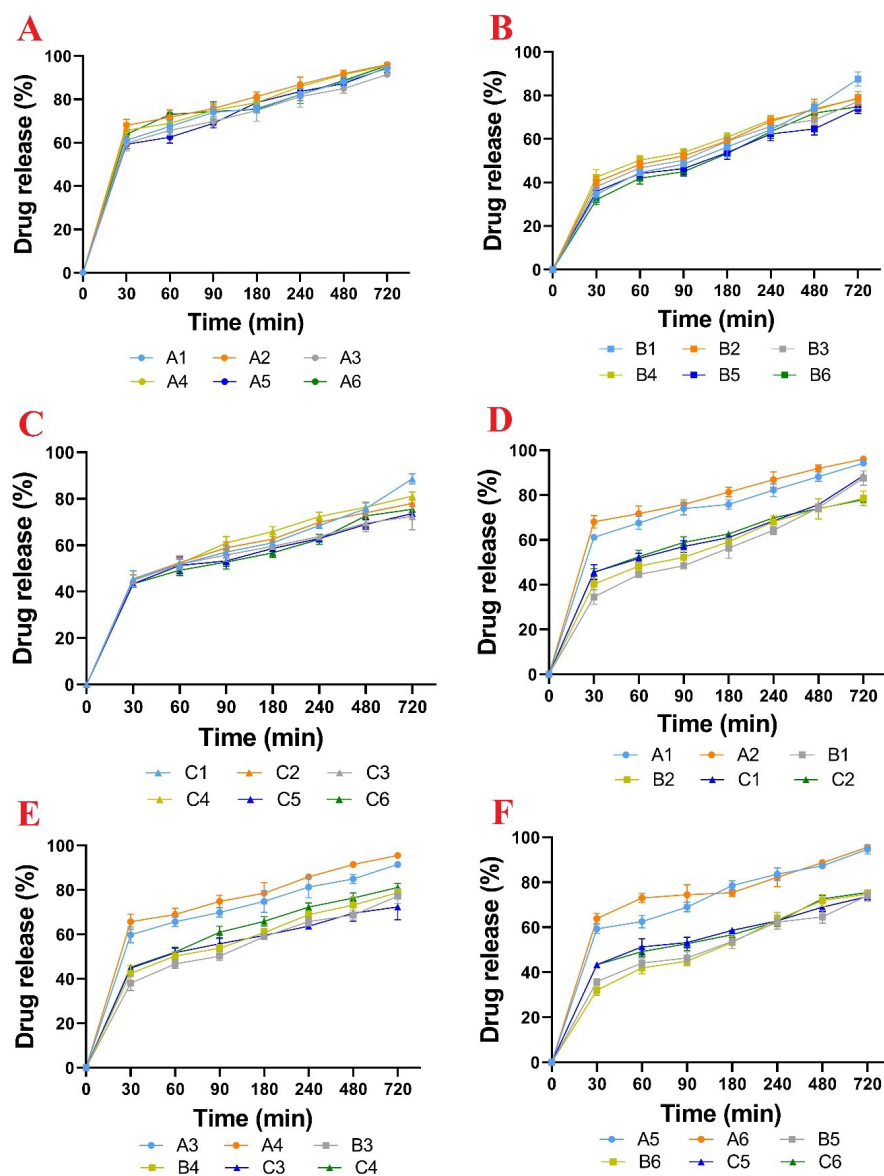 A
Drug release (%)
100
80
60
40
20
0
0 30 60 90 180 240 480 720
Time (min)
A1 A2 A3
A4 A5 A6
B
Drug release (%)
100
80
60
40
20
0
0 30 60 90 180 240 480 720
Time (min)
B1 B2 B3
B4 B5 B6
C
Drug release (%)
100
80
60
40
20
0
0 30 60 90 180 240 480 720
Time (min)
C1 C2 C3
C4 C5 C6
D
Drug release (%)
100
80
60
40
20
0
0 30 60 90 180 240 480 720
Time (min)
A1 A2 B1
B2 C1 C2
E
Drug release (%)
100
80
60
40
20
0
0 30 60 90 180 240 480 720
Time (min)
A3 A4 B3
B4 C3 C4
F
Drug release (%)
100
80
60
40
20
0
0 30 60 90 180 240 480 720
Time (min)
A5 A6 B5
B6 C5 C6